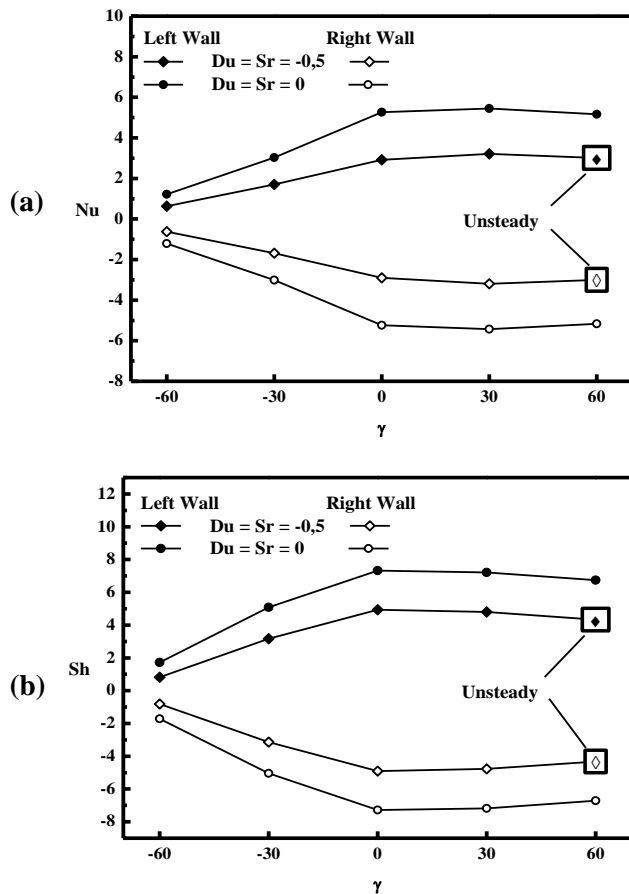 10
Left Wall Right Wall
8
Du = Sr = -0,5
Du = Sr = 0
6
4
2
(a)
Nu
0
Unsteady
-2
-4
-6
-8
-60 -30 0 30 60
γ
12
Left Wall Right Wall
10
Du = Sr = -0,5
Du = Sr = 0
8
6
4
2
(b)
Sh
0
Unsteady
-2
-4
-6
-8
-60 -30 0 30 60
γ